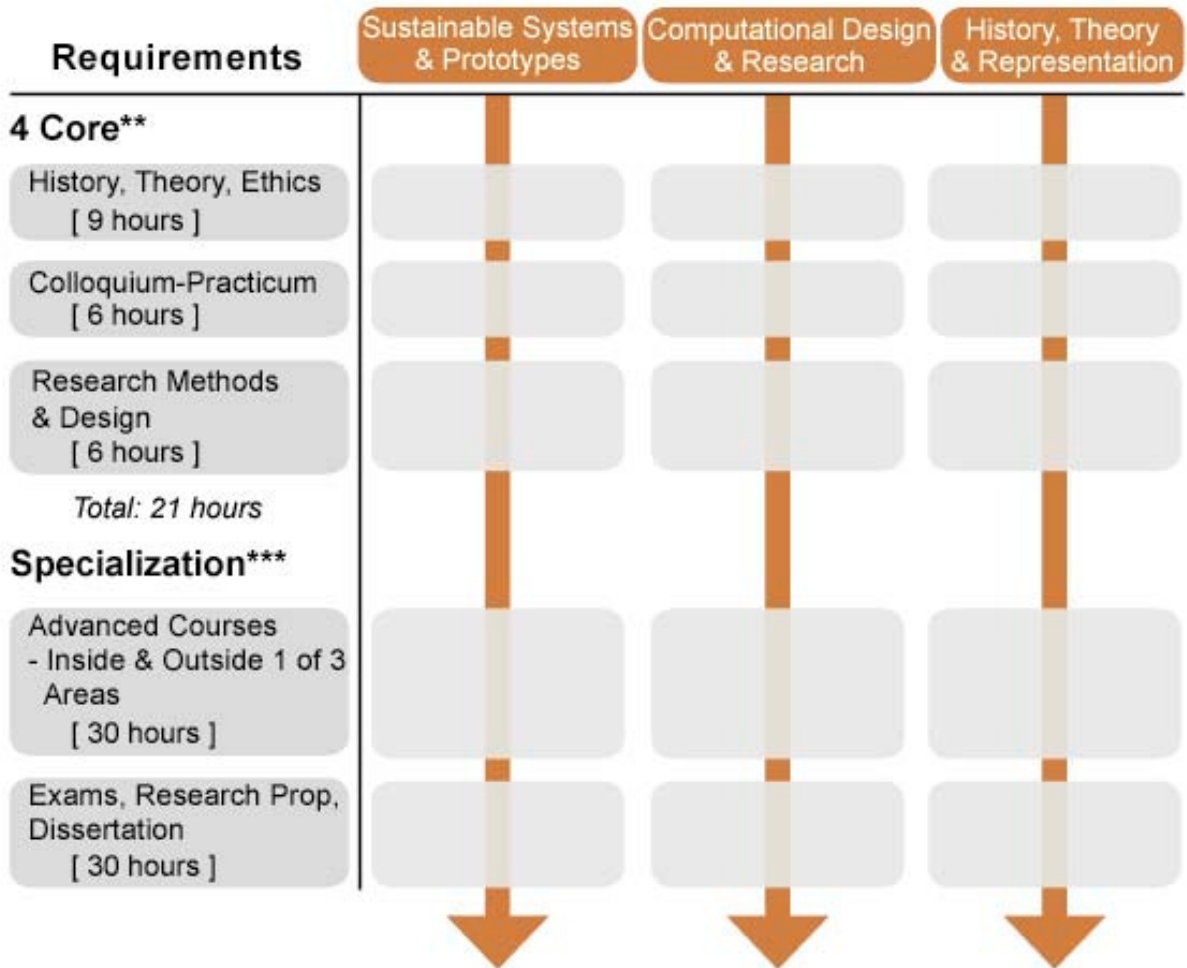 Requirements
Sustainable Systems
& Prototypes
Computational Design
& Research
History, Theory
& Representation
4 Core**
History, Theory, Ethics
[ 9 hours ]
Colloquium-Practicum
[ 6 hours ]
Research Methods
& Design
[ 6 hours ]
Total: 21 hours
Specialization***
Advanced Courses
- Inside & Outside 1 of 3
Areas
[ 30 hours ]
Exams, Research Prop,
Dissertation
[ 30 hours ]